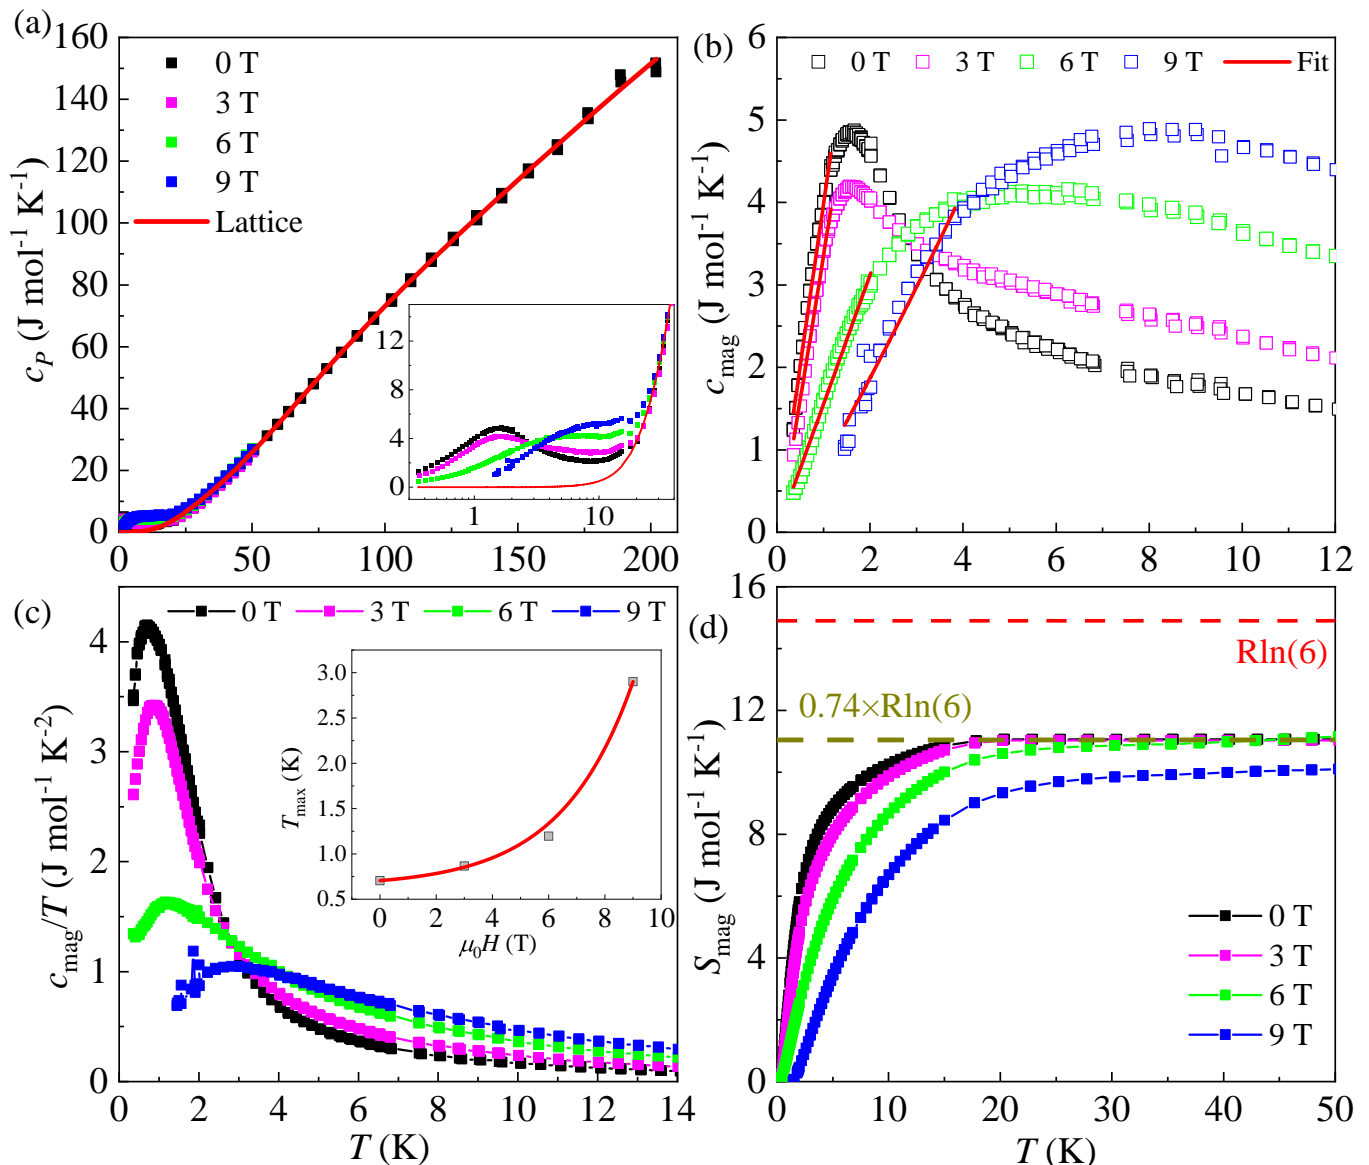 (a)
160
140
120
100
80
60
40
20
0
c_P (J mol⁻¹ K⁻¹)
0 T
3 T
6 T
9 T
Lattice
12
8
4
0
1 10
0 50 100 150 200
(b)
6
5
4
3
2
1
0
c_mag (J mol⁻¹ K⁻¹)
0 T 3 T 6 T 9 T Fit
0 2 4 6 8 10 12
(c)
4
3
2
1
0
c_mag/T (J mol⁻¹ K⁻²)
0 T 3 T 6 T 9 T
3.0
2.5
2.0
1.5
1.0
0.5
T_max (K)
0 2 4 6 8 10
μ₀H (T)
0 2 4 6 8 10 12 14
T (K)
(d)
16
12
8
4
0
S_mag (J mol⁻¹ K⁻¹)
Rln(6)
0.74×Rln(6)
0 T
3 T
6 T
9 T
0 10 20 30 40 50
T (K)